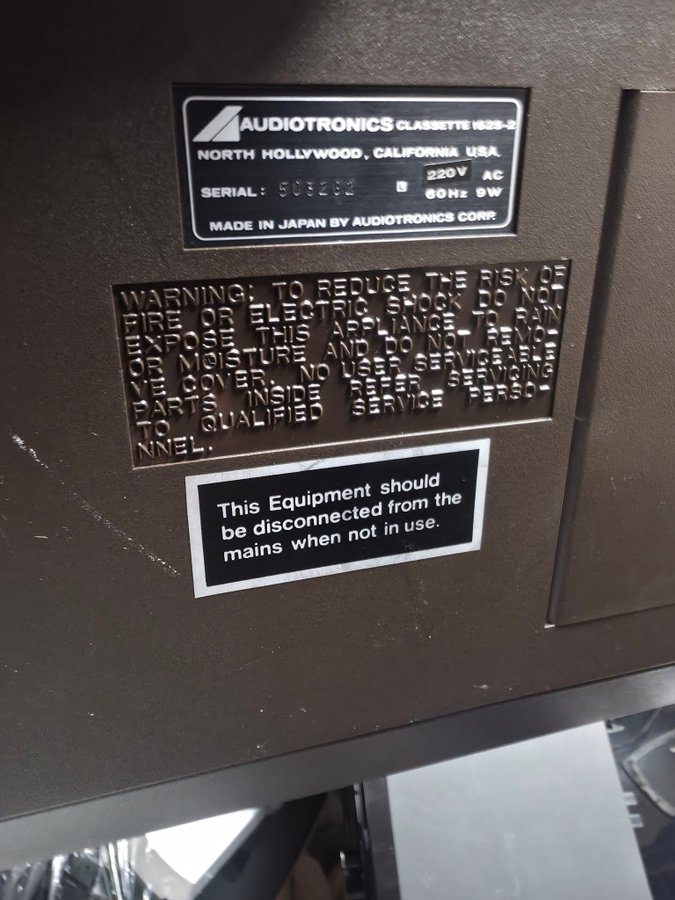 AUDIOTRONICS CLASSETTE 162S-2
NORTH HOLLYWOOD, CALIFORNIA U.S.A.
220V AC
SERIAL: L 60Hz 9W
MADE IN JAPAN BY AUDIOTRONICS CORP.
WARNING: TO REDUCE THE RISK OF
FIRE OR ELECTRIC SHOCK DO NOT
EXPOSE THIS APPLIANCE TO RAIN
OR MOISTURE AND DO NOT REMO-
VE COVER. NO USER SERVICEABLE
PARTS INSIDE REFER SERVICING
TO QUALIFIED SERVICE PERSO-
NNEL.
This Equipment should
be disconnected from the
mains when not in use.